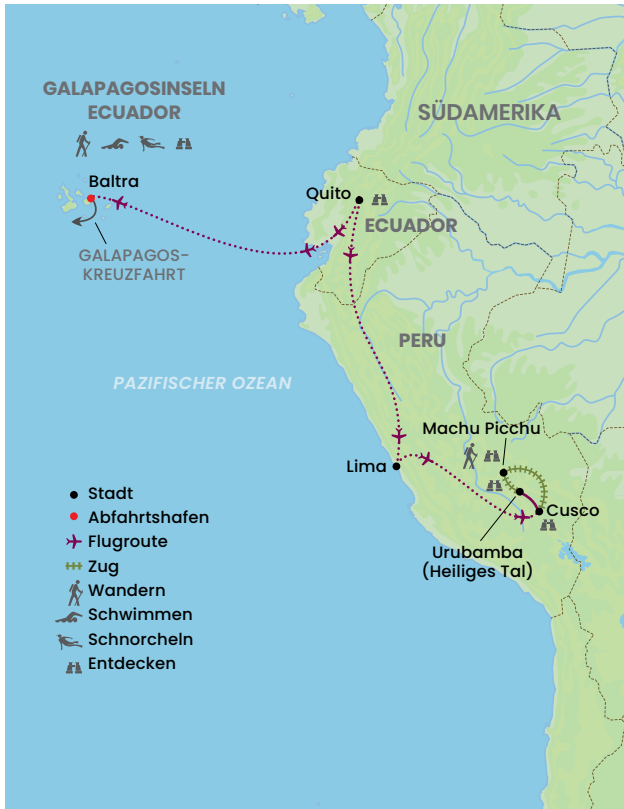 GALAPAGOSINSELN
ECUADOR
SÜDAMERIKA
Baltra
Quito
ECUADOR
GALAPAGOS-
KREUZFAHRT
PERU
PAZIFISCHER OZEAN
Machu Picchu
Lima
Cusco
Urubamba
(Heiliges Tal)
Stadt
Abfahrtshafen
Flugroute
Zug
Wandern
Schwimmen
Schnorcheln
Entdecken